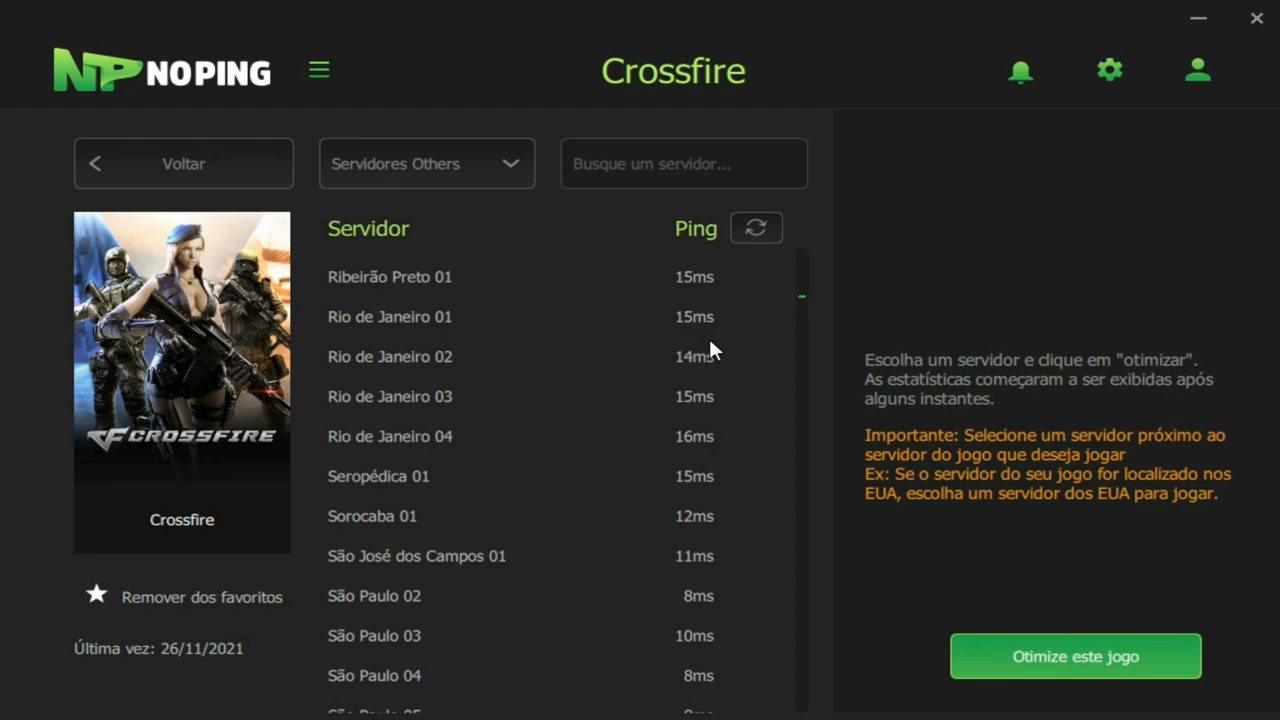 NP NOPING
Crossfire
Voltar
Servidores Others
Busque um servidor...
Servidor Ping
Ribeirão Preto 01 15ms
Rio de Janeiro 01 15ms
Rio de Janeiro 02 14ms
Rio de Janeiro 03 15ms
Rio de Janeiro 04 16ms
Seropédica 01 15ms
Sorocaba 01 12ms
São José dos Campos 01 11ms
São Paulo 02 8ms
São Paulo 03 10ms
São Paulo 04 8ms
CF CROSSFIRE
Crossfire
Remover dos favoritos
Última vez: 26/11/2021
Escolha um servidor e clique em "otimizar".
As estatísticas começaram a ser exibidas após
alguns instantes.
Importante: Selecione um servidor próximo ao
servidor do jogo que deseja jogar
Ex: Se o servidor do seu jogo for localizado nos
EUA, escolha um servidor dos EUA para jogar.
Otimize este jogo